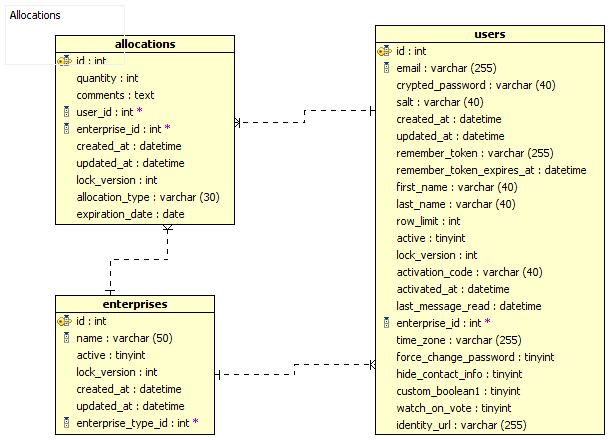 Allocations
allocations
id : int
quantity : int
comments : text
user_id : int *
enterprise_id : int *
created_at : datetime
updated_at : datetime
lock_version : int
allocation_type : varchar (30)
expiration_date : date
enterprises
id : int
name : varchar (50)
active : tinyint
lock_version : int
created_at : datetime
updated_at : datetime
enterprise_type_id : int *
users
id : int
email : varchar (255)
crypted_password : varchar (40)
salt : varchar (40)
created_at : datetime
updated_at : datetime
remember_token : varchar (255)
remember_token_expires_at : datetime
first_name : varchar (40)
last_name : varchar (40)
row_limit : int
active : tinyint
lock_version : int
activation_code : varchar (40)
activated_at : datetime
last_message_read : datetime
enterprise_id : int *
time_zone : varchar (255)
force_change_password : tinyint
hide_contact_info : tinyint
custom_boolean1 : tinyint
watch_on_vote : tinyint
identity_url : varchar (255)